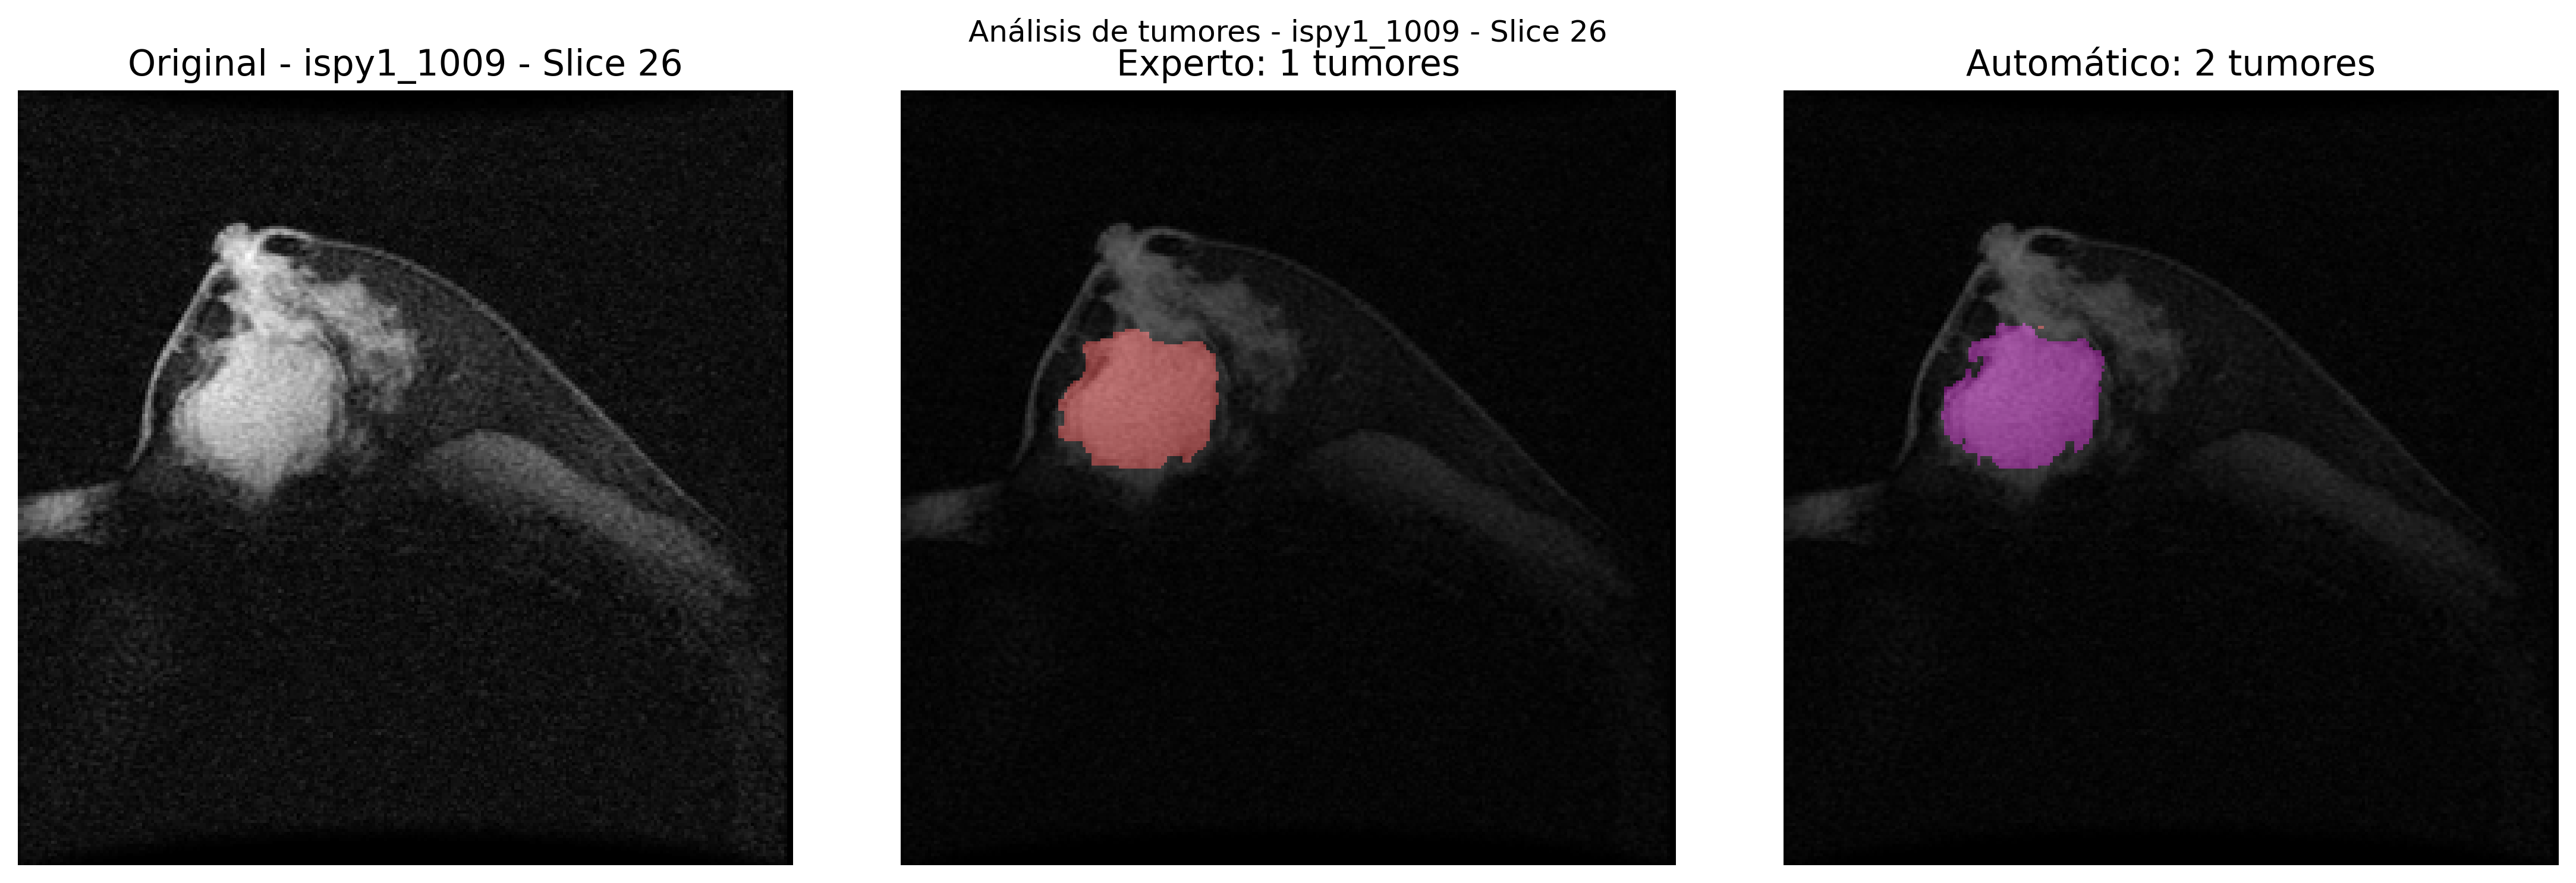 Análisis de tumores - ispy1_1009 - Slice 26
Original - ispy1_1009 - Slice 26
Experto: 1 tumores
Automático: 2 tumores